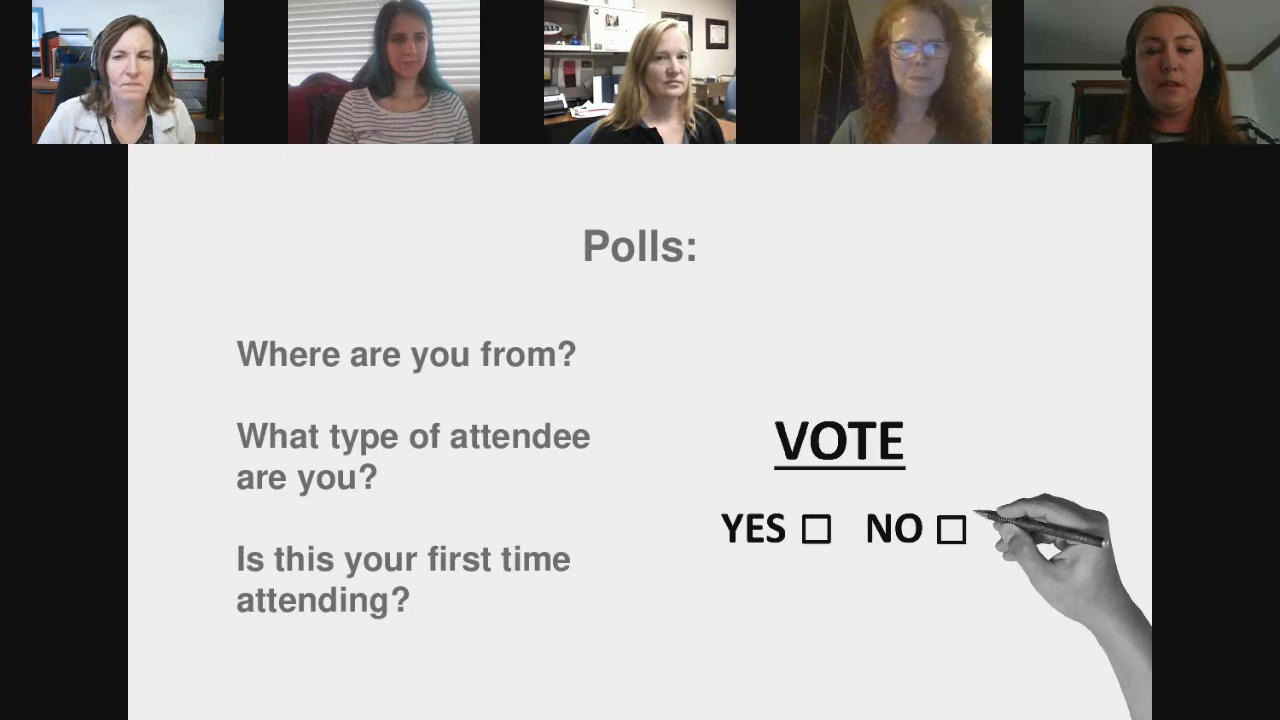 Polls:
Where are you from?
What type of attendee
are you?
Is this your first time
attending?
VOTE
YES ☐ NO ☐